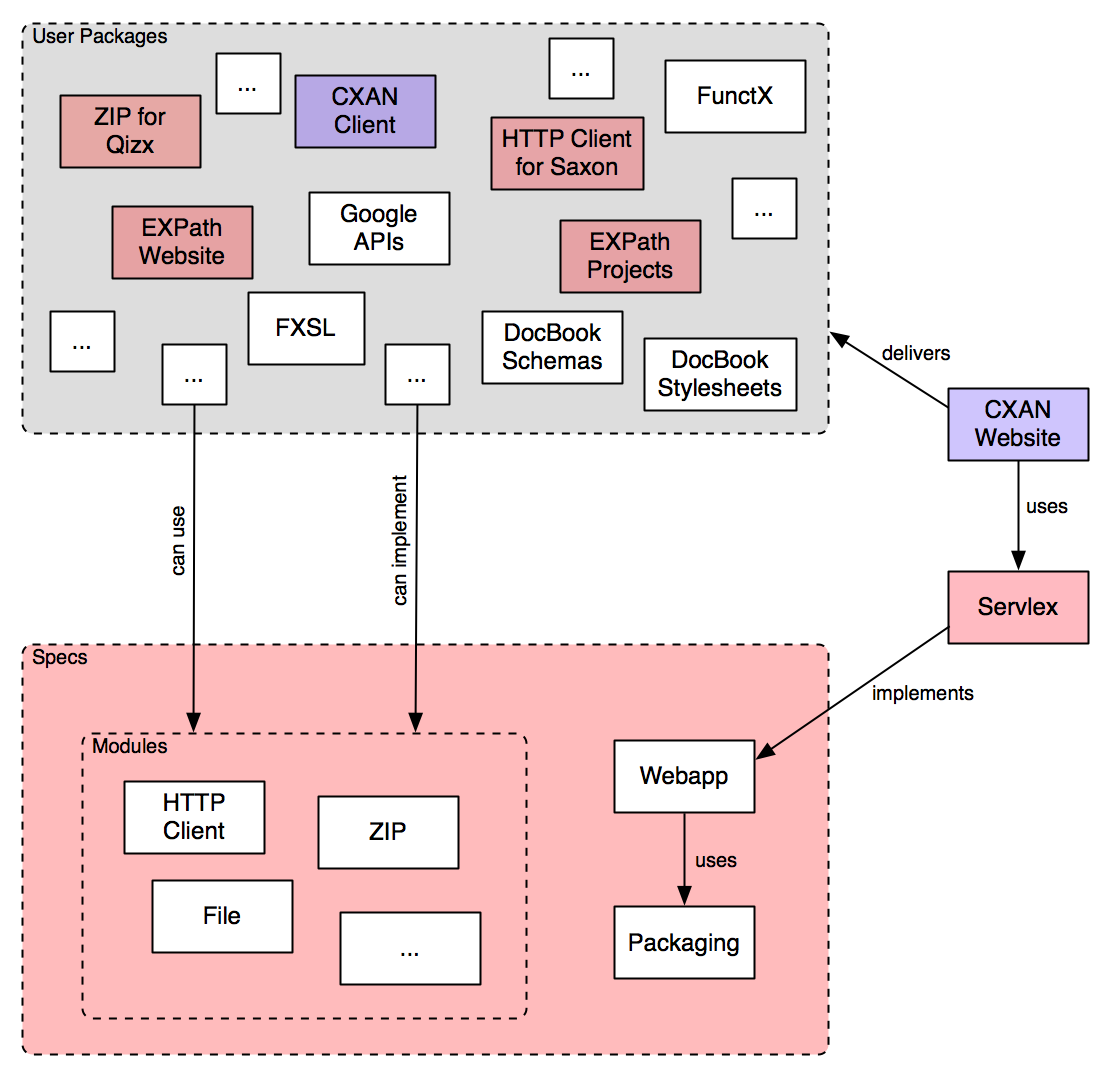 User Packages
...
ZIP for
Qizx
CXAN
Client
...
HTTP Client
for Saxon
FunctX
EXPath
Website
Google
APIs
EXPath
Projects
...
...
...
FXSL
...
DocBook
Schemas
DocBook
Stylesheets
delivers
CXAN
Website
can use
can implement
uses
Servlex
implements
Specs
Modules
HTTP
Client
ZIP
File
...
Webapp
uses
Packaging